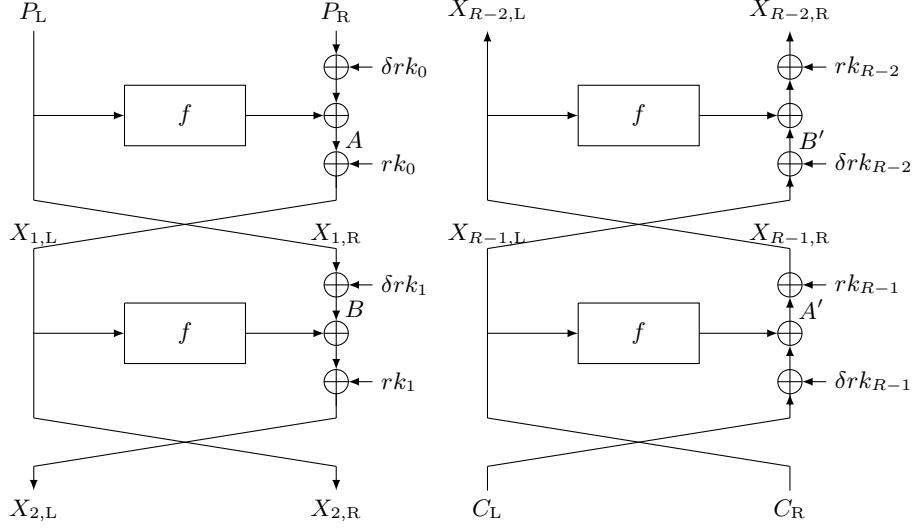 P_L P_R X_{R−2,L} X_{R−2,R}
δrk_0 rk_{R−2}
f f
A B′
rk_0 δrk_{R−2}
X_{1,L} X_{1,R} X_{R−1,L} X_{R−1,R}
δrk_1 rk_{R−1}
B A′
f f
rk_1 δrk_{R−1}
X_{2,L} X_{2,R} C_L C_R